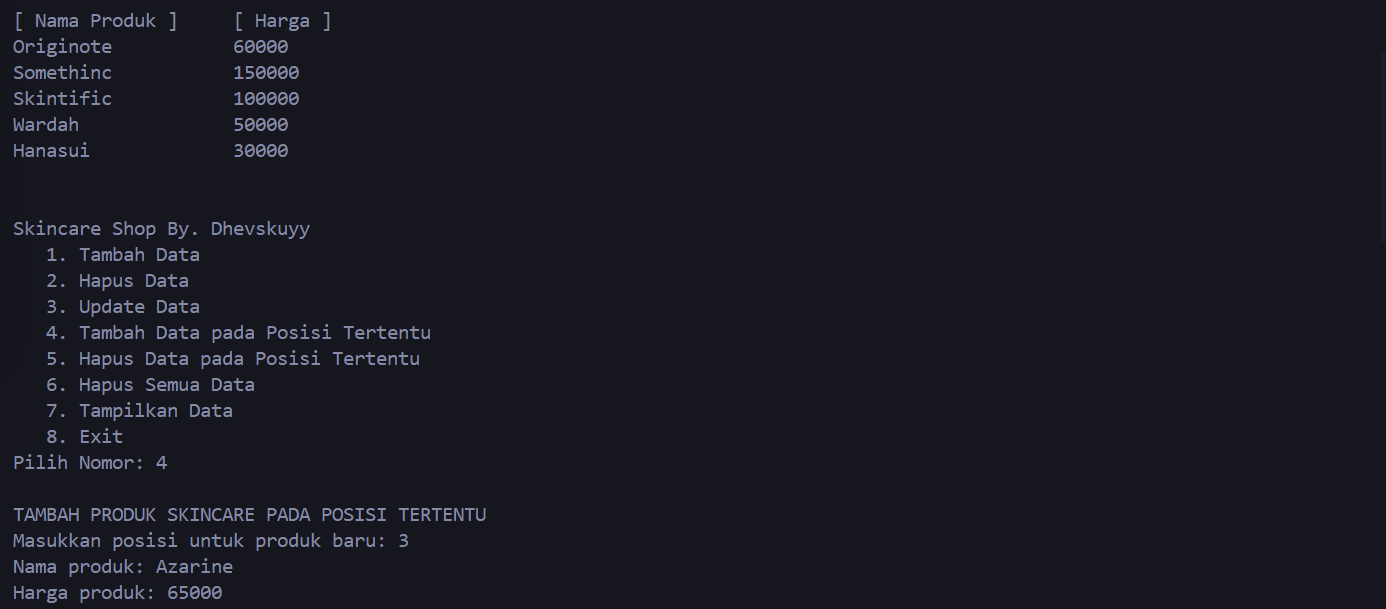 [ Nama Produk ]     [ Harga ]
Originote           60000
Somethinc           150000
Skintific           100000
Wardah              50000
Hanasui             30000
Skincare Shop By. Dhevskuyy
   1. Tambah Data
   2. Hapus Data
   3. Update Data
   4. Tambah Data pada Posisi Tertentu
   5. Hapus Data pada Posisi Tertentu
   6. Hapus Semua Data
   7. Tampilkan Data
   8. Exit
Pilih Nomor: 4
TAMBAH PRODUK SKINCARE PADA POSISI TERTENTU
Masukkan posisi untuk produk baru: 3
Nama produk: Azarine
Harga produk: 65000